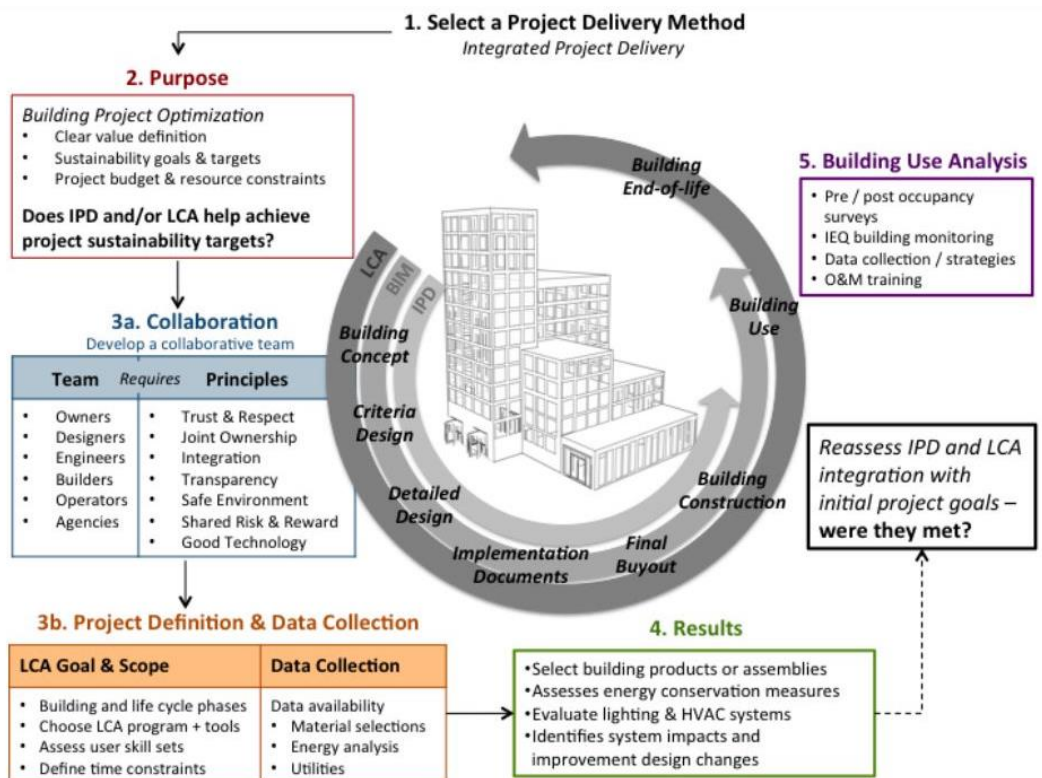 1. Select a Project Delivery Method
Integrated Project Delivery
2. Purpose
Building Project Optimization
• Clear value definition
• Sustainability goals & targets
• Project budget & resource constraints
Does IPD and/or LCA help achieve
project sustainability targets?
3a. Collaboration
Develop a collaborative team
Team Requires Principles
• Owners
• Designers
• Engineers
• Builders
• Operators
• Agencies
• Trust & Respect
• Joint Ownership
• Integration
• Transparency
• Safe Environment
• Shared Risk & Reward
• Good Technology
3b. Project Definition & Data Collection
LCA Goal & Scope
• Building and life cycle phases
• Choose LCA program + tools
• Assess user skill sets
• Define time constraints
Data Collection
Data availability
• Material selections
• Energy analysis
• Utilities
LCA
BIM
IPD
Building
Concept
Criteria
Design
Detailed
Design
Implementation
Documents
Final
Buyout
Building
Construction
Building
Use
Building
End-of-life
4. Results
•Select building products or assemblies
•Assesses energy conservation measures
•Evaluate lighting & HVAC systems
•Identifies system impacts and
improvement design changes
5. Building Use Analysis
• Pre / post occupancy
surveys
• IEQ building monitoring
• Data collection / strategies
• O&M training
Reassess IPD and LCA
integration with
initial project goals –
were they met?